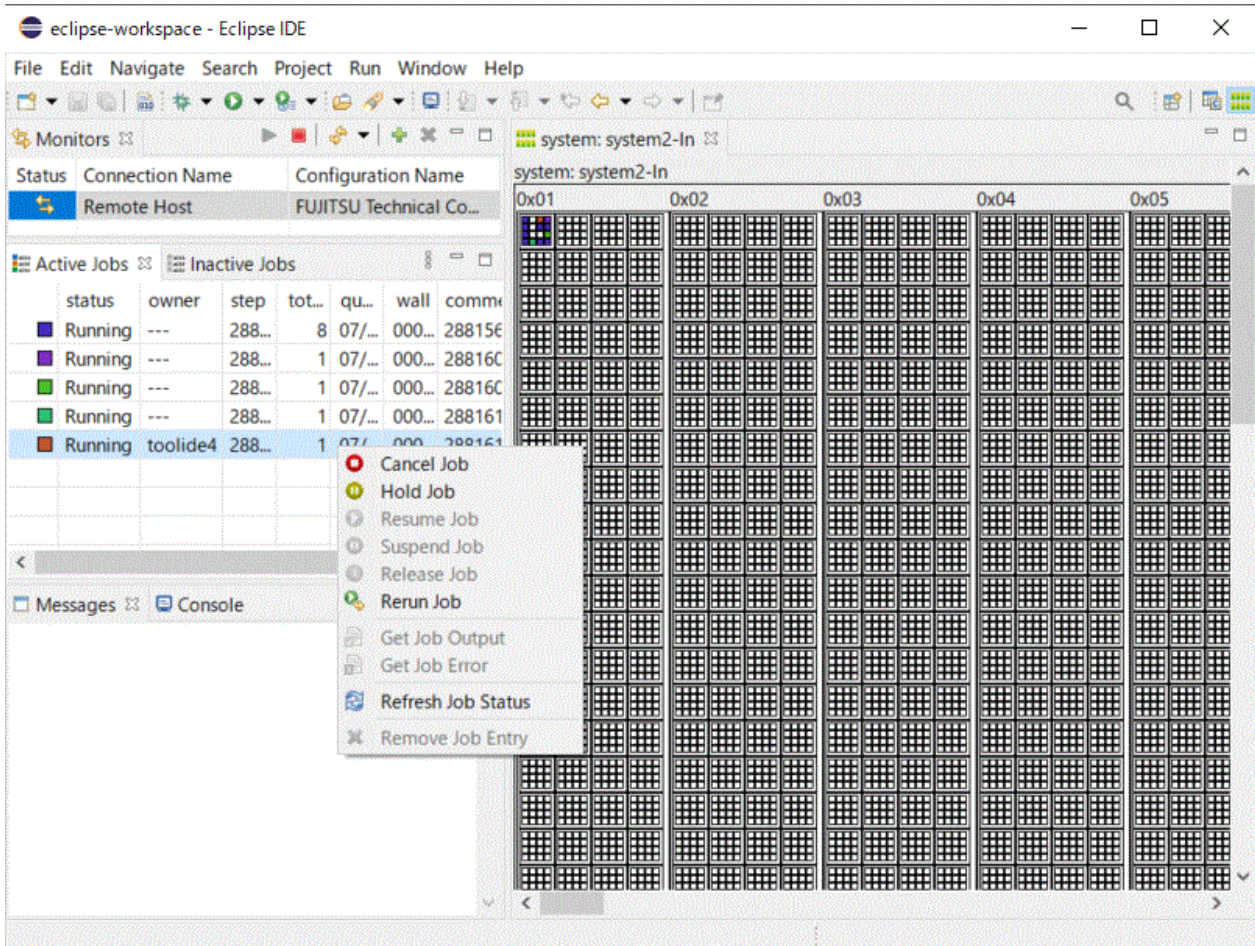 eclipse-workspace - Eclipse IDE
File Edit Navigate Search Project Run Window Help
Monitors
system: system2-In
Status Connection Name Configuration Name
Remote Host FUJITSU Technical Co...
system: system2-In
0x01 0x02 0x03 0x04 0x05
Active Jobs Inactive Jobs
status owner step tot... qu... wall comme
Running --- 288... 8 07/... 000... 288156
Running --- 288... 1 07/... 000... 288160
Running --- 288... 1 07/... 000... 288160
Running --- 288... 1 07/... 000... 288161
Running toolide4 288... 1 07/ 000 288161
Cancel Job
Hold Job
Resume Job
Suspend Job
Release Job
Rerun Job
Get Job Output
Get Job Error
Refresh Job Status
Remove Job Entry
Messages Console